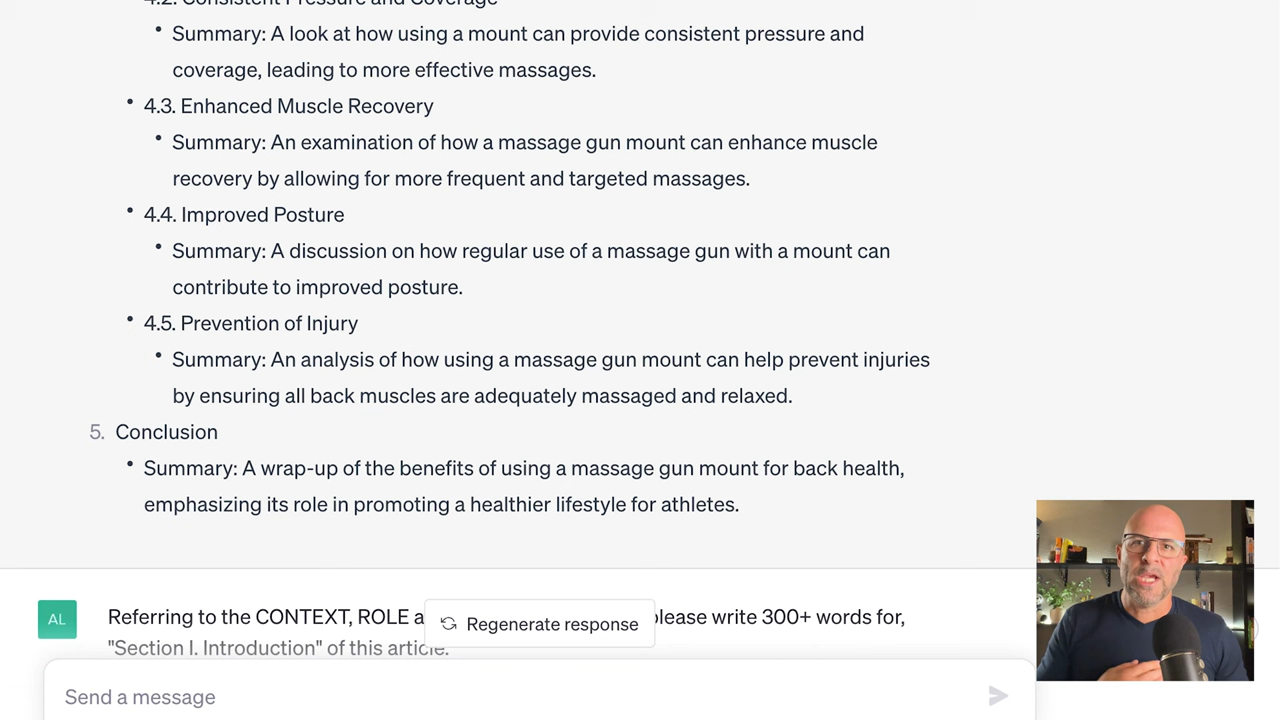 4.2. Consistent Pressure and Coverage
• Summary: A look at how using a mount can provide consistent pressure and
coverage, leading to more effective massages.
• 4.3. Enhanced Muscle Recovery
• Summary: An examination of how a massage gun mount can enhance muscle
recovery by allowing for more frequent and targeted massages.
• 4.4. Improved Posture
• Summary: A discussion on how regular use of a massage gun with a mount can
contribute to improved posture.
• 4.5. Prevention of Injury
• Summary: An analysis of how using a massage gun mount can help prevent injuries
by ensuring all back muscles are adequately massaged and relaxed.
5. Conclusion
• Summary: A wrap-up of the benefits of using a massage gun mount for back health,
emphasizing its role in promoting a healthier lifestyle for athletes.
AL
Referring to the CONTEXT, ROLE a
Regenerate response
please write 300+ words for,
"Section I. Introduction" of this article.
Send a message